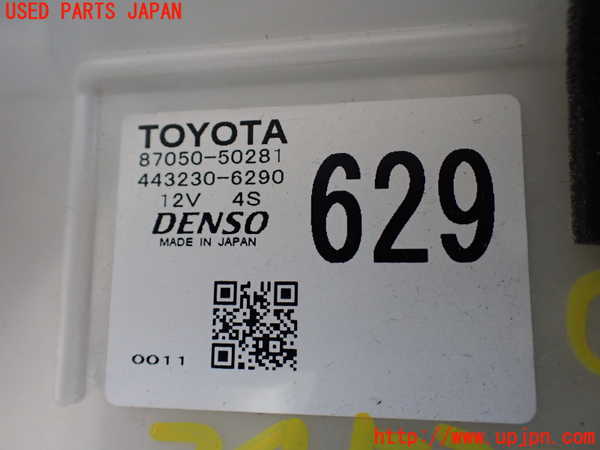 USED PARTS JAPAN
TOYOTA
87050-50281
443230-6290
12V 4S
DENSO
MADE IN JAPAN
629
0011
http://www.upjpn.com/